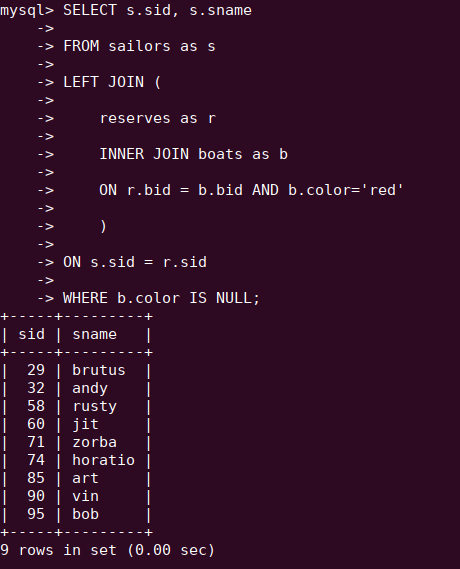 mysql> SELECT s.sid, s.sname
    ->
    -> FROM sailors as s
    ->
    -> LEFT JOIN (
    ->
    ->     reserves as r
    ->
    ->     INNER JOIN boats as b
    ->
    ->     ON r.bid = b.bid AND b.color='red'
    ->
    ->     )
    ->
    -> ON s.sid = r.sid
    ->
    -> WHERE b.color IS NULL;
+-----+---------+
| sid | sname   |
+-----+---------+
|  29 | brutus  |
|  32 | andy    |
|  58 | rusty   |
|  60 | jit     |
|  71 | zorba   |
|  74 | horatio |
|  85 | art     |
|  90 | vin     |
|  95 | bob     |
+-----+---------+
9 rows in set (0.00 sec)